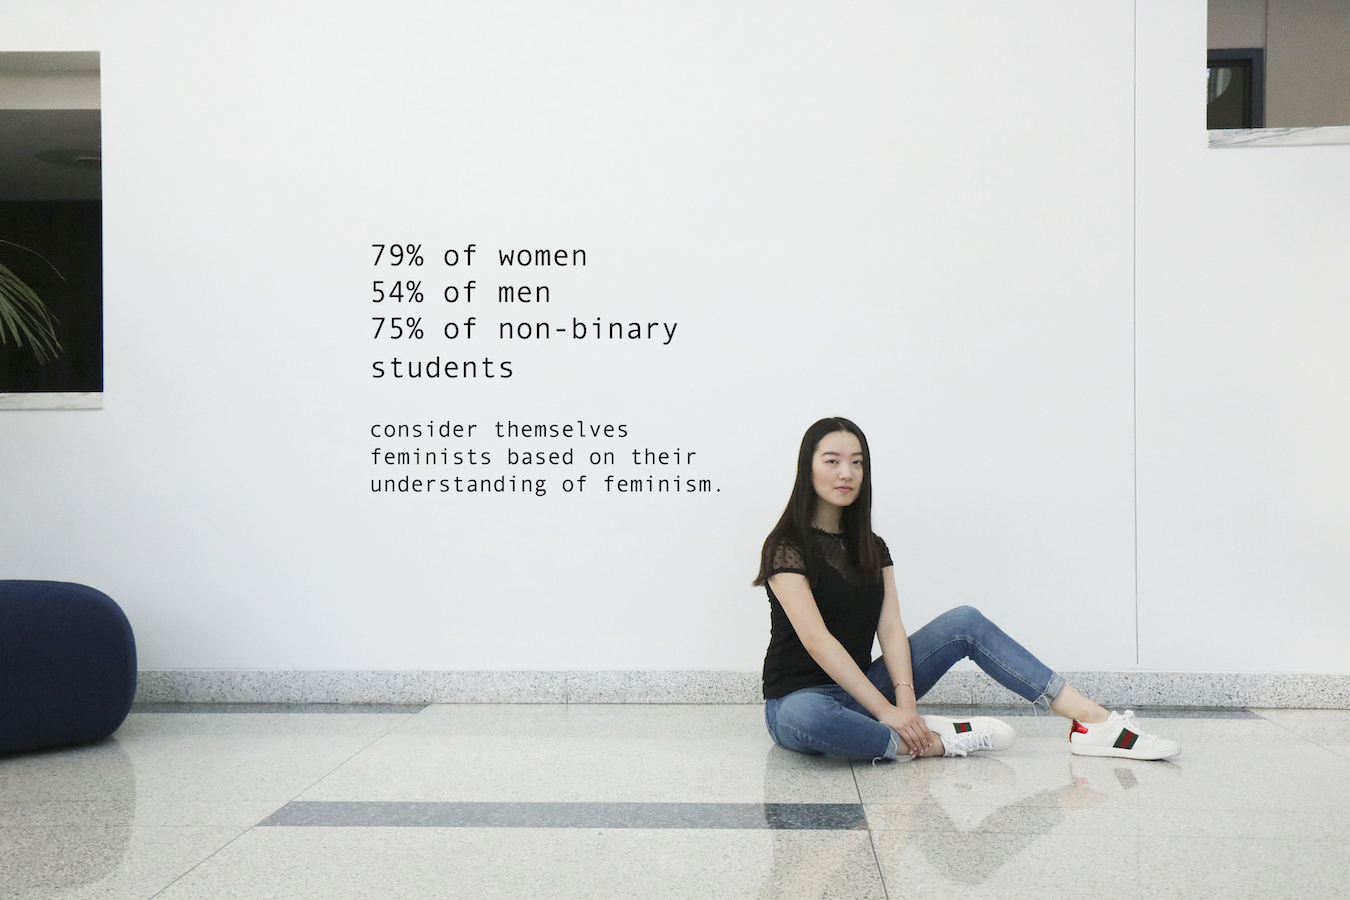 79% of women
54% of men
75% of non-binary
students
consider themselves
feminists based on their
understanding of feminism.